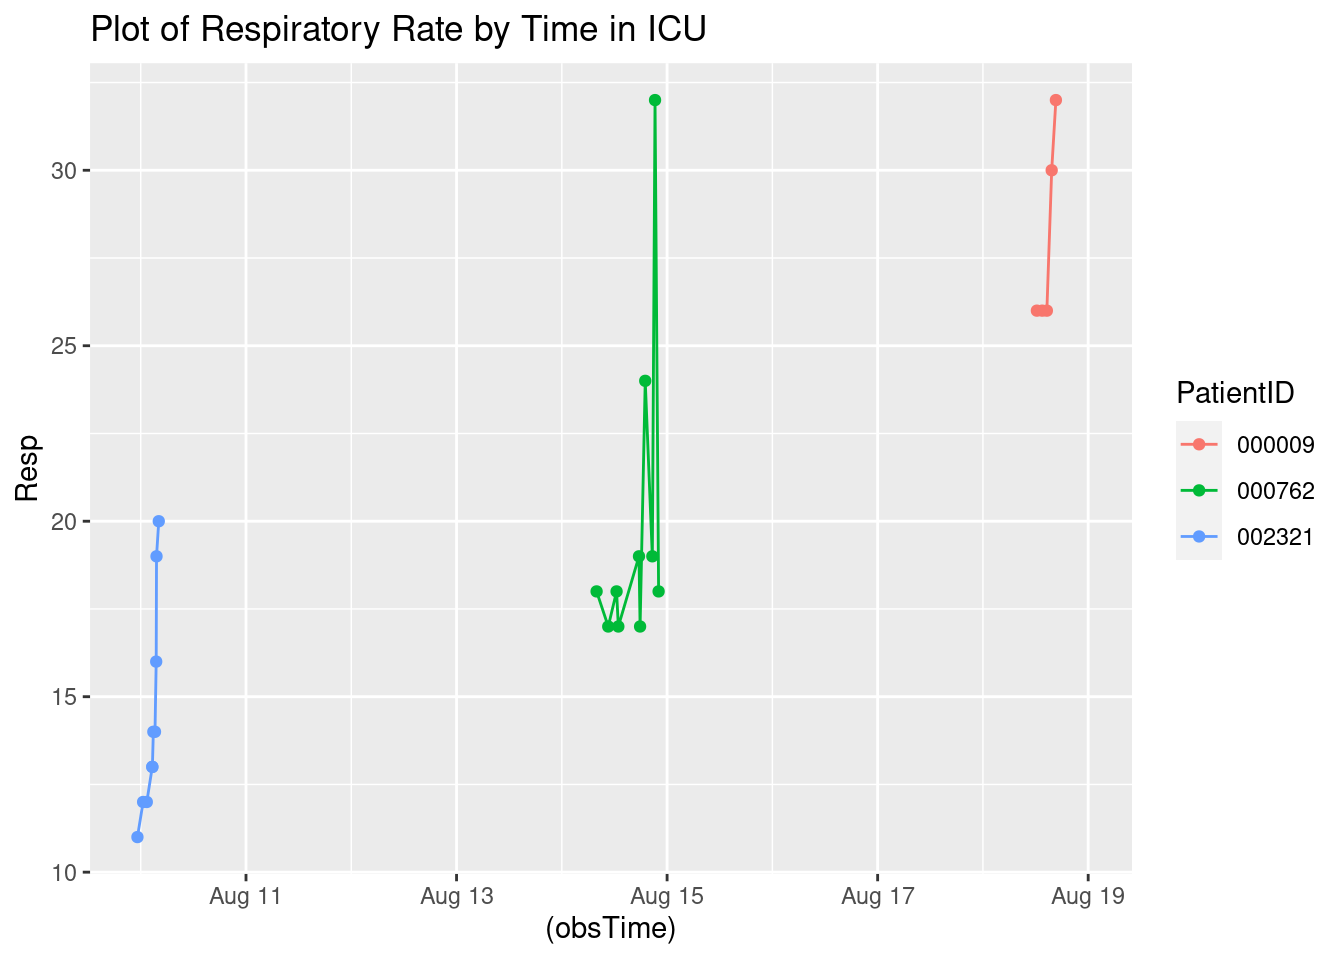 Plot of Respiratory Rate by Time in ICU
30
25
20
15
10
Resp
Aug 11 Aug 13 Aug 15 Aug 17 Aug 19
(obsTime)
PatientID
000009
000762
002321